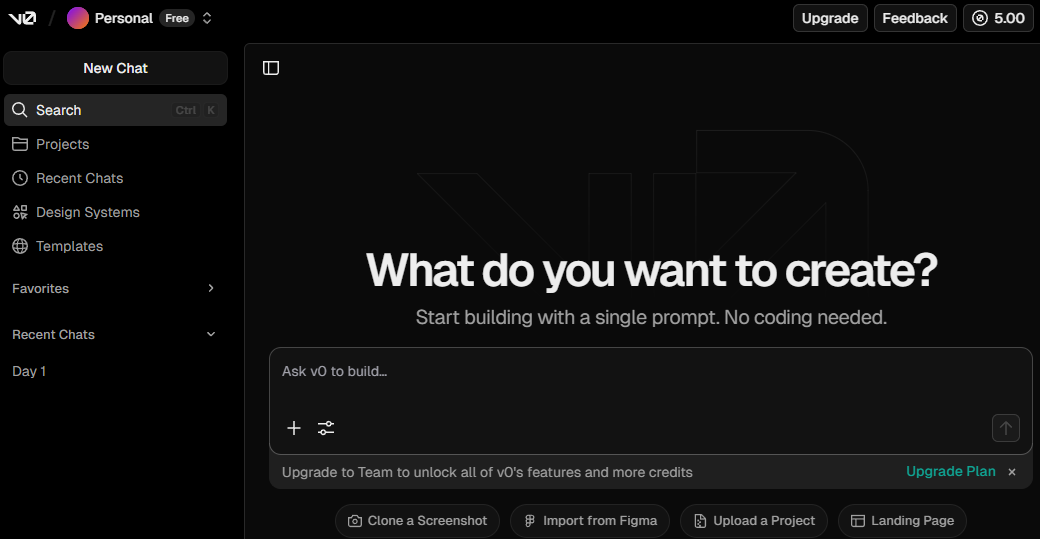 v0 / Personal Free
Upgrade Feedback 5.00
New Chat
Search Ctrl K
Projects
Recent Chats
Design Systems
Templates
Favorites
Recent Chats
Day 1
What do you want to create?
Start building with a single prompt. No coding needed.
Ask v0 to build...
Upgrade to Team to unlock all of v0's features and more credits Upgrade Plan ×
Clone a Screenshot Import from Figma Upload a Project Landing Page